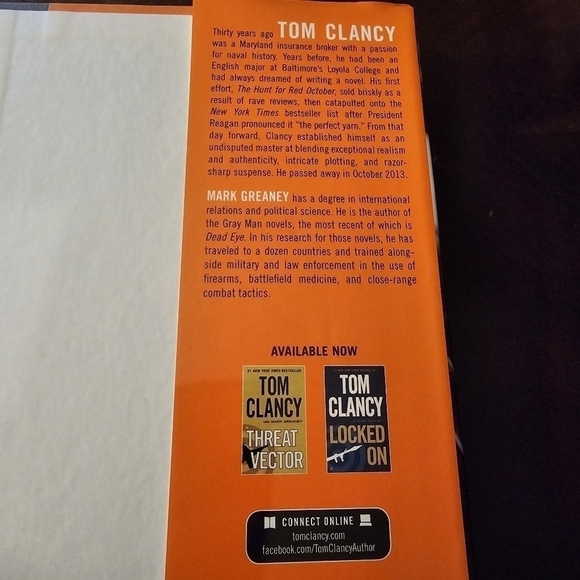 Thirty years ago TOM CLANCY
was a Maryland insurance broker with a passion
for naval history. Years before, he had been an
English major at Baltimore's Loyola College and
had always dreamed of writing a novel. His first
effort, The Hunt for Red October, sold briskly as a
result of rave reviews, then catapulted onto the
New York Times bestseller list after President
Reagan pronounced it "the perfect yarn." From that
day forward, Clancy established himself as an
undisputed master at blending exceptional realism
and authenticity, intricate plotting, and razor-
sharp suspense. He passed away in October 2013.
MARK GREANEY has a degree in international
relations and political science. He is the author of
the Gray Man novels, the most recent of which is
Dead Eye. In his research for those novels, he has
traveled to a dozen countries and trained along-
side military and law enforcement in the use of
firearms, battlefield medicine, and close-range
combat tactics.
AVAILABLE NOW
#1 NEW YORK TIMES BESTSELLER
TOM
CLANCY
WITH MARK GREANEY
THREAT
VECTOR
TOM
CLANCY
LOCKED
ON
CONNECT ONLINE
tomclancy.com
facebook.com/TomClancyAuthor